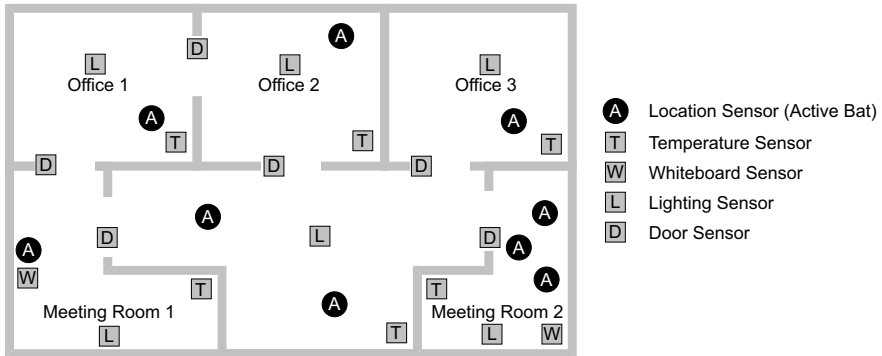 D
A
L
L
L
Office 1
Office 2
Office 3
A
A
T
T
T
D
D
D
A
A
D
L
D
A
A
W
A
T
T
Meeting Room 1
A
Meeting Room 2
L
T
L
W
A Location Sensor (Active Bat)
T Temperature Sensor
W Whiteboard Sensor
L Lighting Sensor
D Door Sensor